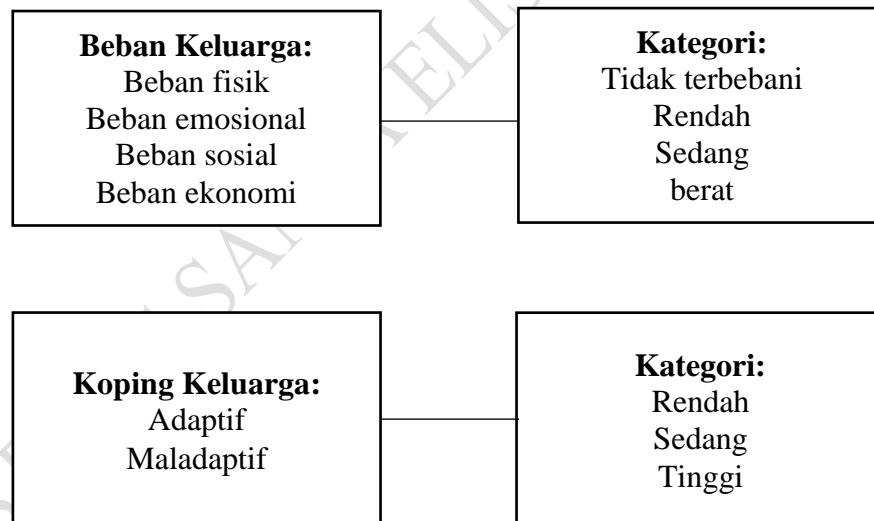 Beban Keluarga:
Beban fisik
Beban emosional
Beban sosial
Beban ekonomi
Kategori:
Tidak terbebani
Rendah
Sedang
berat
Koping Keluarga:
Adaptif
Maladaptif
Kategori:
Rendah
Sedang
Tinggi